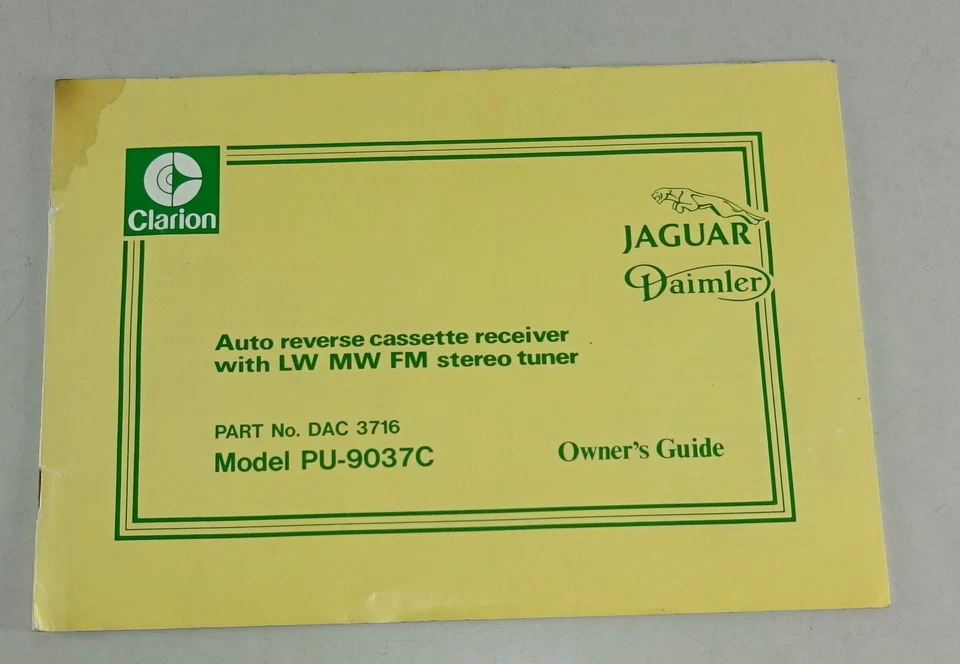 Clarion
JAGUAR
Daimler
Auto reverse cassette receiver
with LW MW FM stereo tuner
PART No. DAC 3716
Model PU-9037C
Owner's Guide